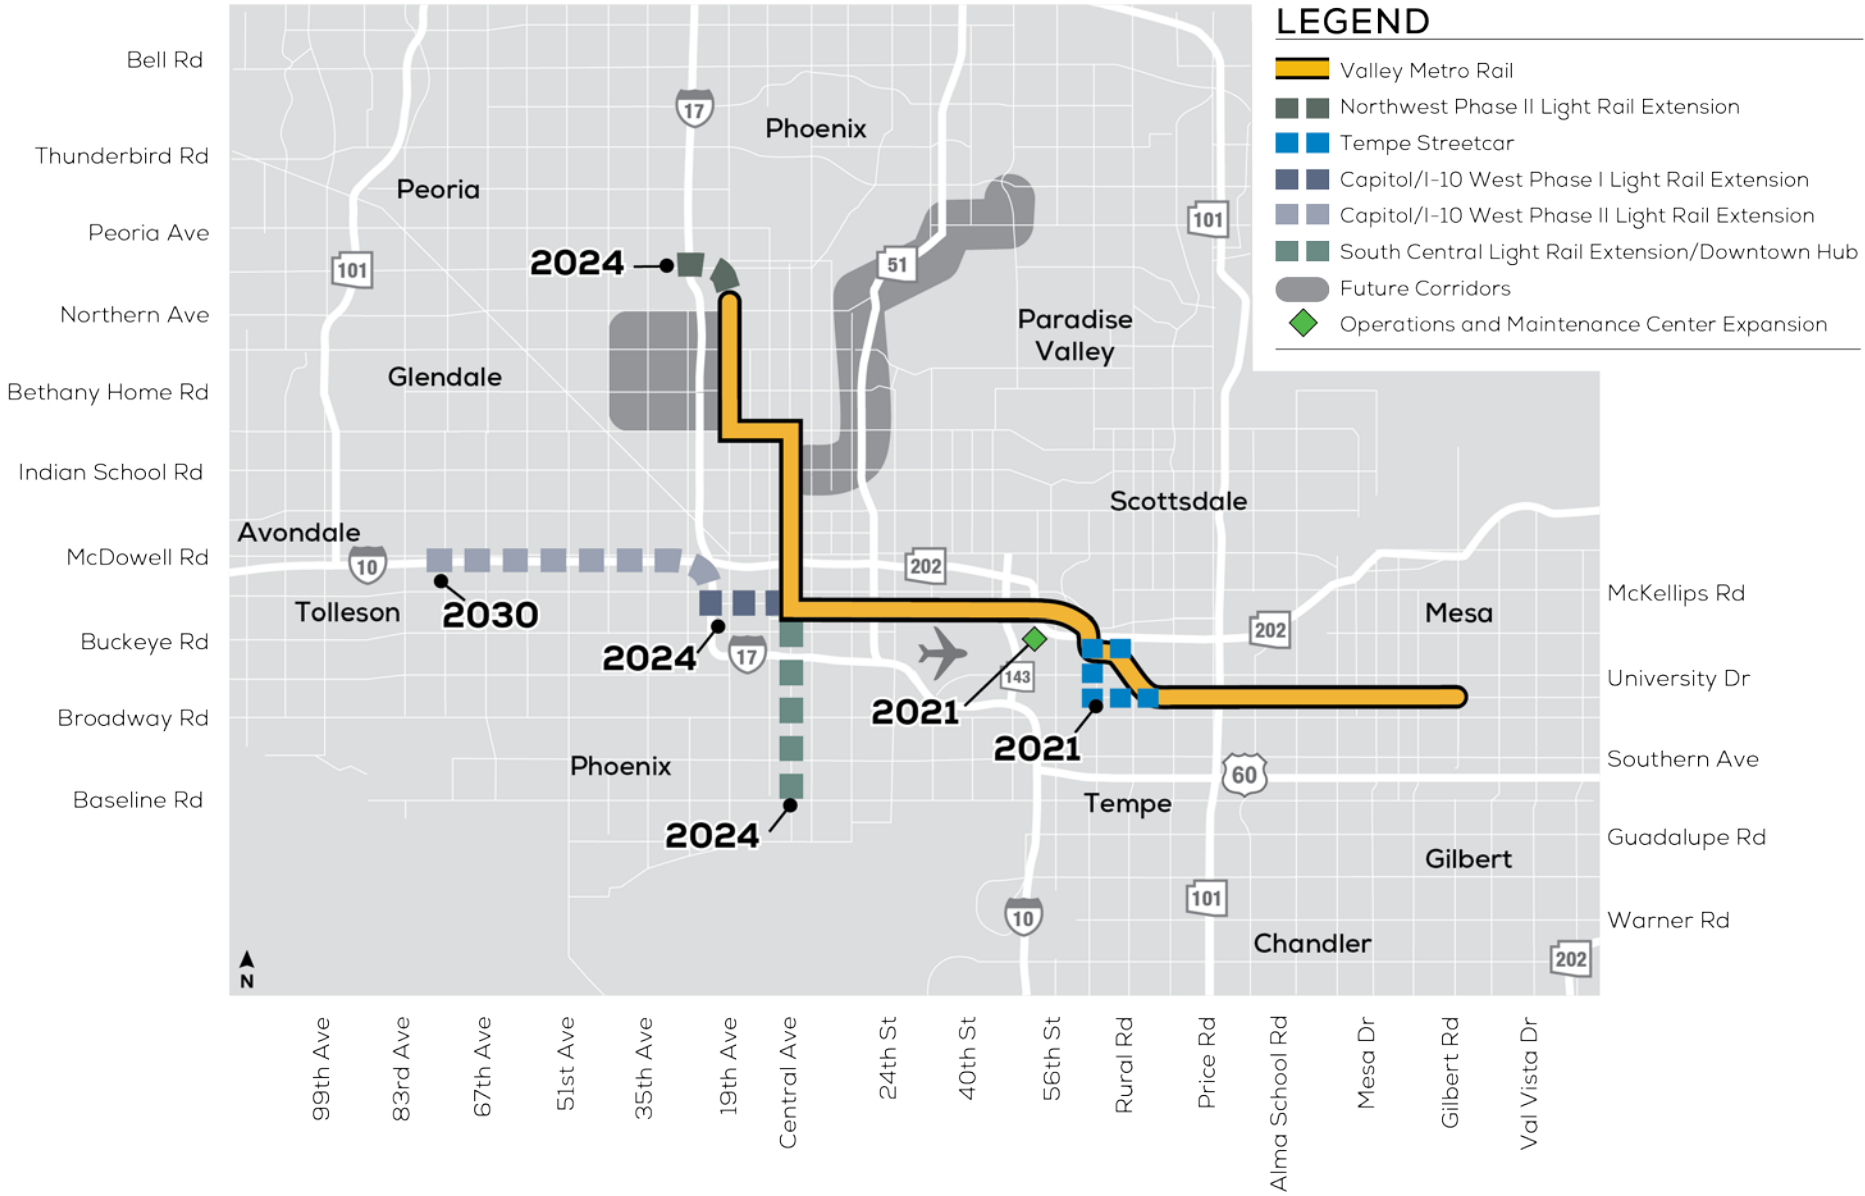 LEGEND
Valley Metro Rail
Northwest Phase II Light Rail Extension
Tempe Streetcar
Capitol/I-10 West Phase I Light Rail Extension
Capitol/I-10 West Phase II Light Rail Extension
South Central Light Rail Extension/Downtown Hub
Future Corridors
Operations and Maintenance Center Expansion
Bell Rd
Thunderbird Rd
Peoria Ave
Northern Ave
Bethany Home Rd
Indian School Rd
McDowell Rd
Buckeye Rd
Broadway Rd
Baseline Rd
17
Phoenix
Peoria
101
101
2024
51
Paradise
Valley
Glendale
Scottsdale
Avondale
10
202
Tolleson
2030
2024
17
143
202
Mesa
2021
2021
Phoenix
60
Tempe
2024
Gilbert
101
10
Chandler
202
N
McKellips Rd
University Dr
Southern Ave
Guadalupe Rd
Warner Rd
99th Ave
83rd Ave
67th Ave
51st Ave
35th Ave
19th Ave
Central Ave
24th St
40th St
56th St
Rural Rd
Price Rd
Alma School Rd
Mesa Dr
Gilbert Rd
Val Vista Dr